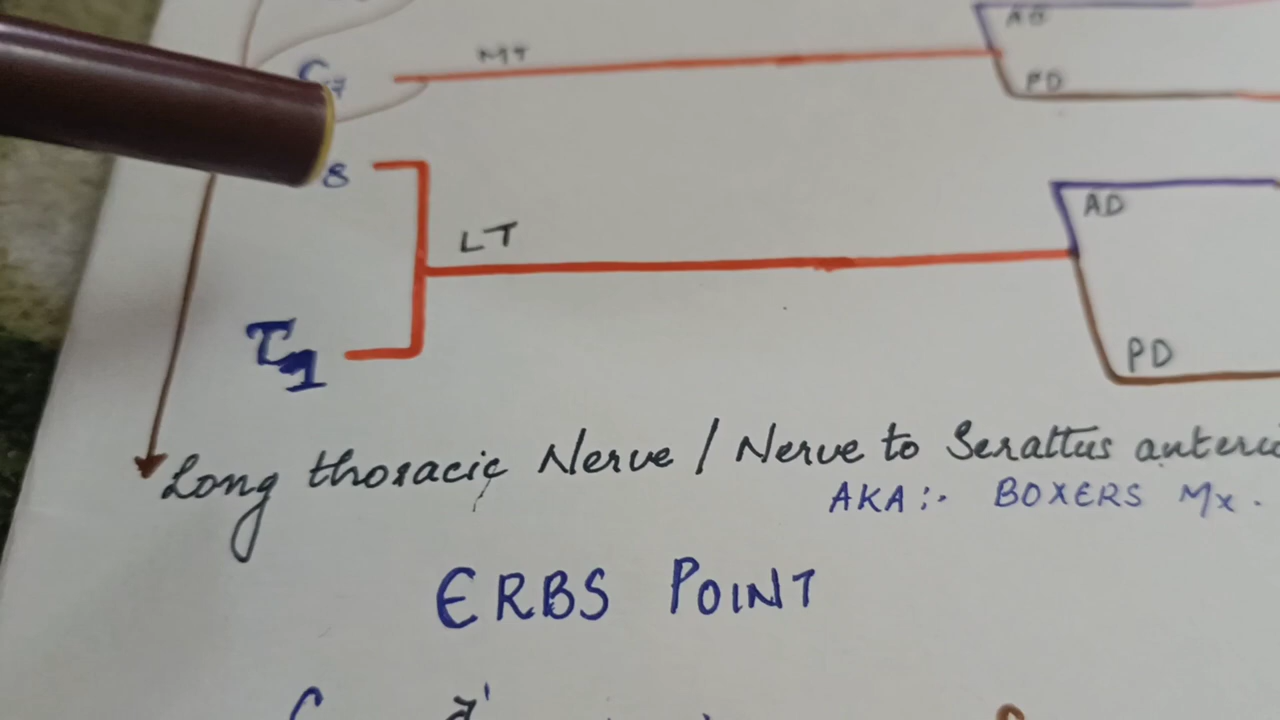 AD
MT
C7
PD
8
AD
LT
T1
PD
Long thoracic Nerve / Nerve to Serattus
AKA:- BOXERS Mx.
ERBS POINT